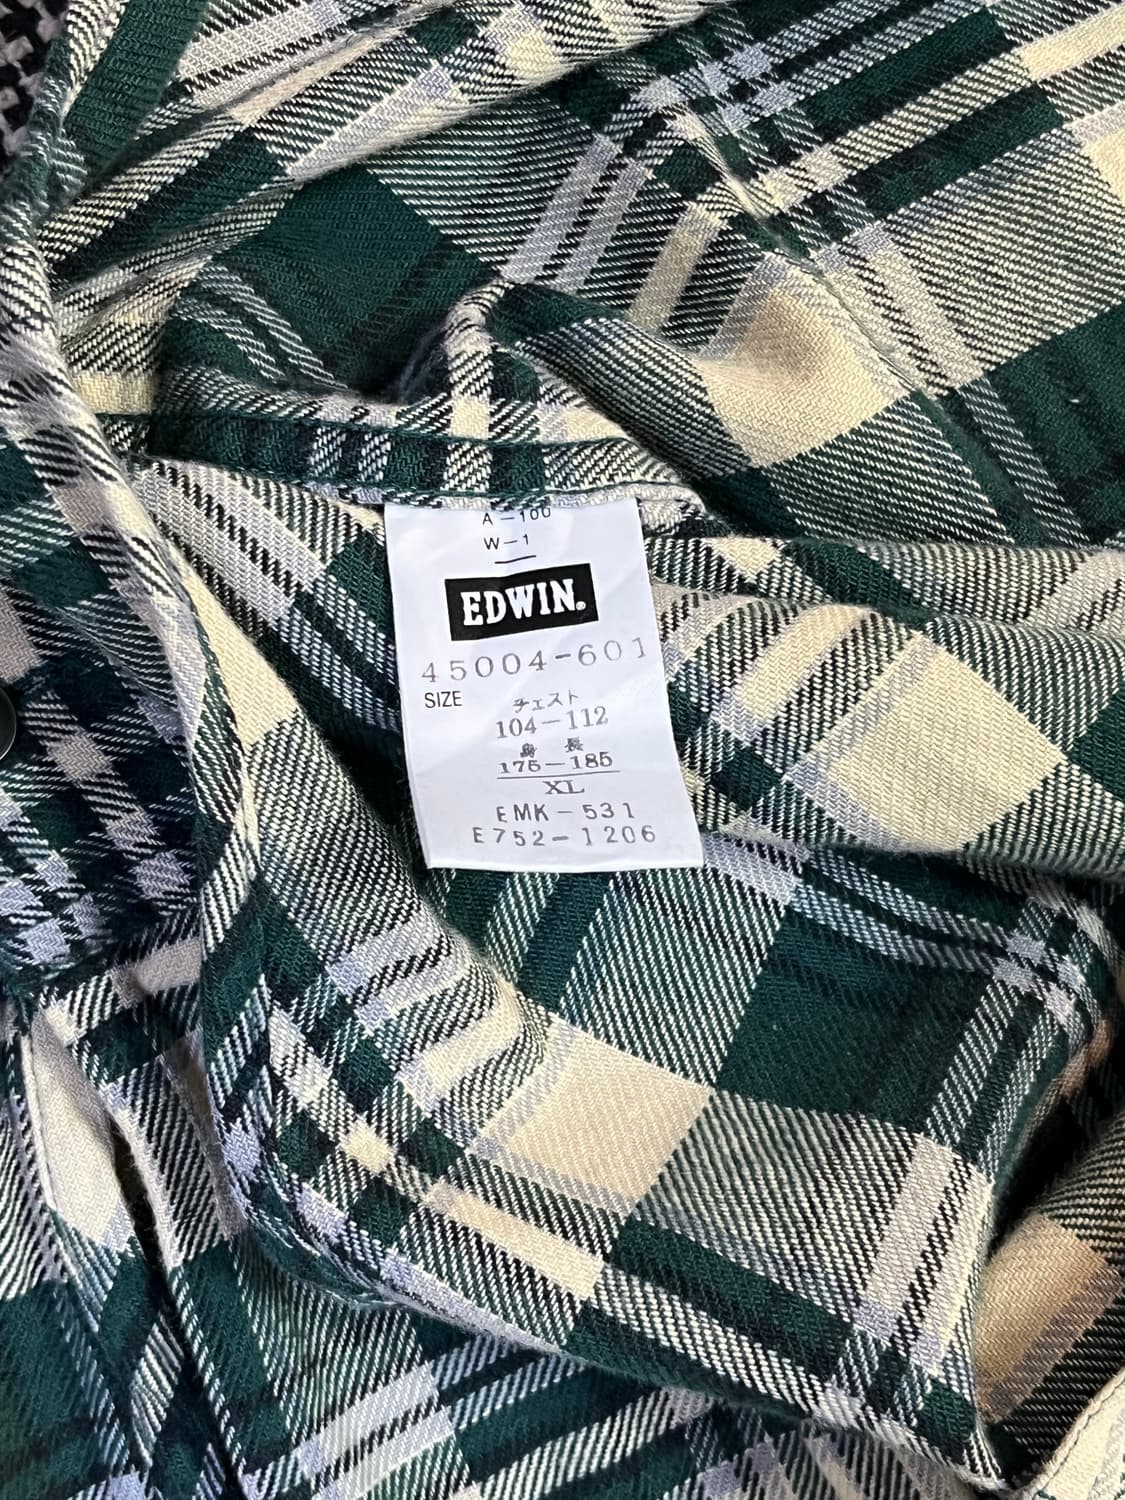 A-100
W-1
EDWIN®
45004-601
SIZE
チェスト
104-112
身 長
175-185
XL
EMK-531
E752-1206